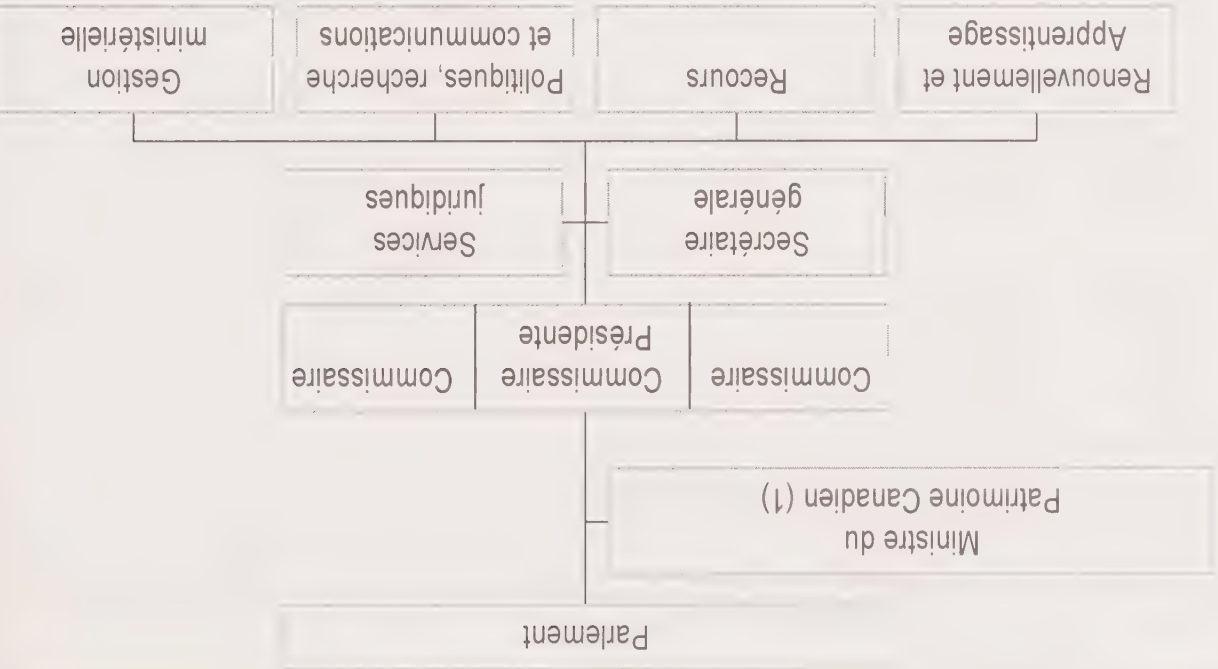 Parlement
Ministre du
Patrimoine Canadien (1)
Commissaire
Commissaire
Présidente
Commissaire
Secrétaire
générale
Services
juridiques
Renouvellement et
Apprentissage
Recours
Politiques, recherche
et communications
Gestion
ministérielle